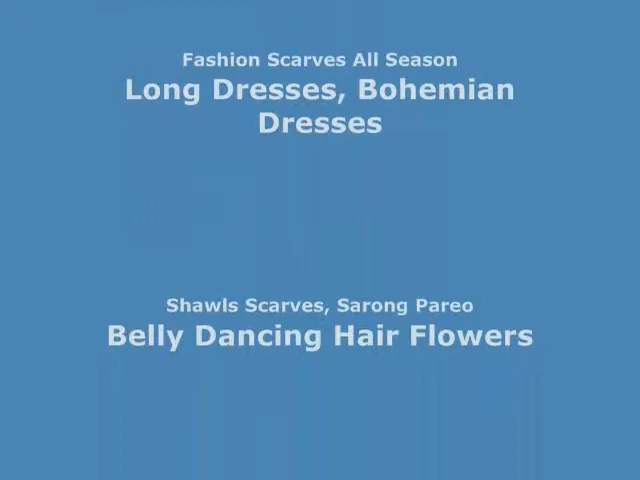 Fashion Scarves All Season
Long Dresses, Bohemian
Dresses
Shawls Scarves, Sarong Pareo
Belly Dancing Hair Flowers